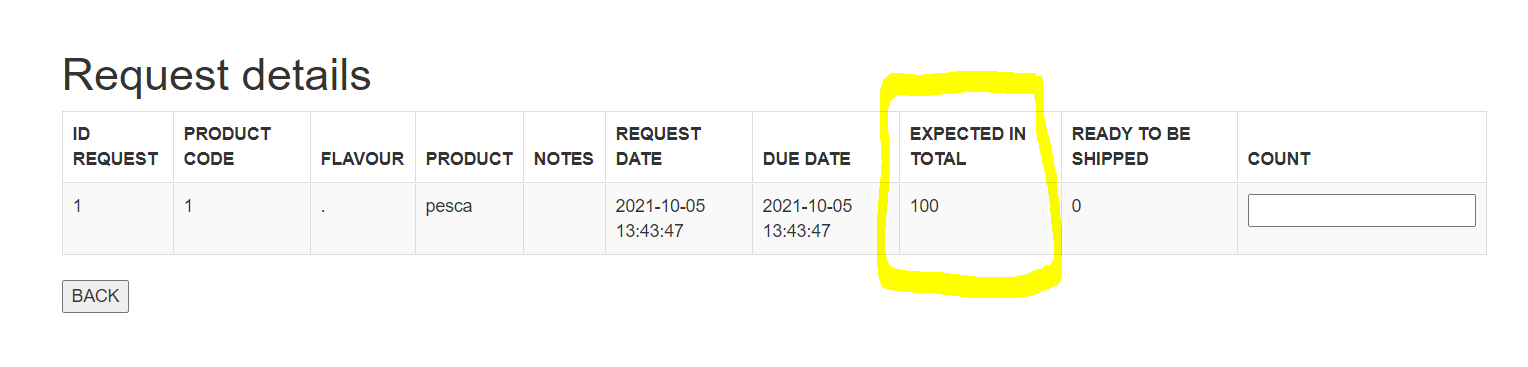 Request details
ID REQUEST PRODUCT CODE FLAVOUR PRODUCT NOTES REQUEST DATE DUE DATE EXPECTED IN TOTAL READY TO BE SHIPPED COUNT
1 1 . pesca 2021-10-05 13:43:47 2021-10-05 13:43:47 100 0
BACK